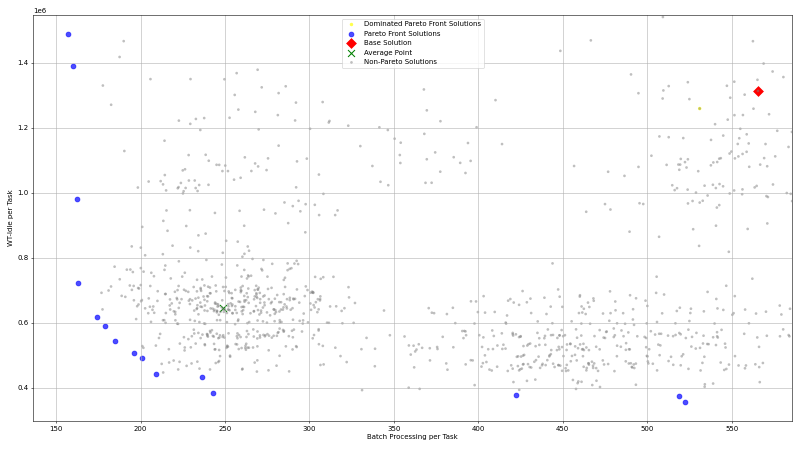 1e6
Dominated Pareto Front Solutions
Pareto Front Solutions
Base Solution
Average Point
Non-Pareto Solutions
1.4
1.2
1.0
0.8
0.6
0.4
WT-Idle per Task
150 200 250 300 350 400 450 500 550
Batch Processing per Task